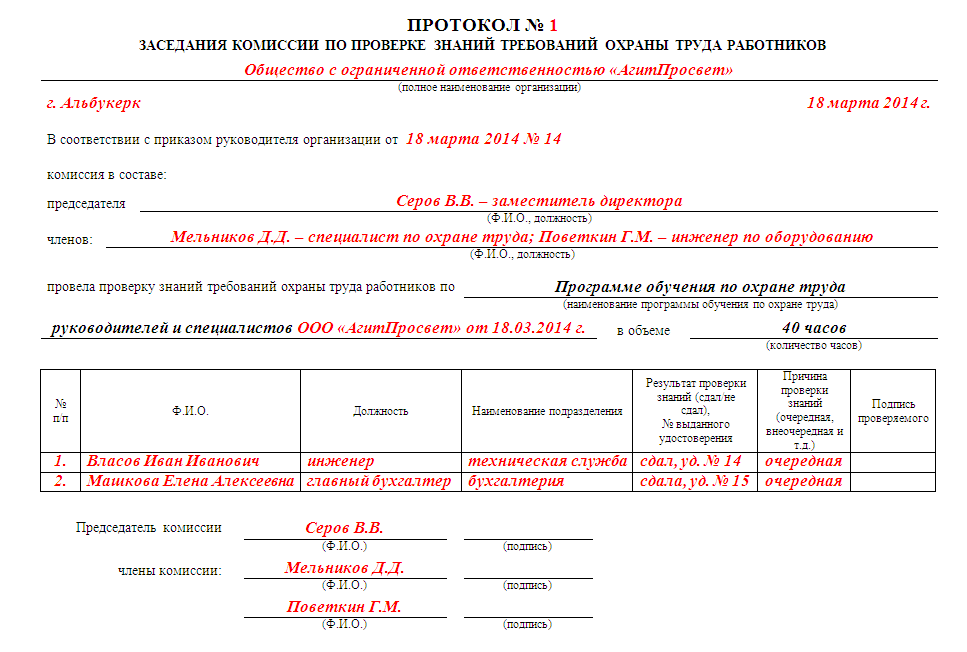 ПРОТОКОЛ № 1
ЗАСЕДАНИЯ КОМИССИИ ПО ПРОВЕРКЕ ЗНАНИЙ ТРЕБОВАНИЙ ОХРАНЫ ТРУДА РАБОТНИКОВ
Общество с ограниченной ответственностью «АгитПросвет»
(полное наименование организации)
г. Альбукерк 18 марта 2014 г.
В соответствии с приказом руководителя организации от 18 марта 2014 № 14
комиссия в составе:
председателя Серов В.В. – заместитель директора
(Ф.И.О., должность)
членов: Мельников Д.Д. – специалист по охране труда; Поветкин Г.М. – инженер по оборудованию
(Ф.И.О., должность)
провела проверку знаний требований охраны труда работников по Программе обучения по охране труда
(наименование программы обучения по охране труда)
руководителей и специалистов ООО «АгитПросвет» от 18.03.2014 г. в объеме 40 часов
(количество часов)
№
п/п
Ф.И.О.
Должность
Наименование подразделения
Результат проверки
знаний (сдал/не
сдал),
№ выданного
удостоверения
Причина
проверки
знаний
(очередная,
внеочередная и
т.д.)
Подпись
проверяемого
1. Власов Иван Иванович инженер техническая служба сдал, уд. № 14 очередная
2. Машкова Елена Алексеевна главный бухгалтер бухгалтерия сдала, уд. № 15 очередная
Председатель комиссии Серов В.В.
(Ф.И.О.) (подпись)
члены комиссии: Мельников Д.Д.
(Ф.И.О.) (подпись)
Поветкин Г.М.
(Ф.И.О.) (подпись)